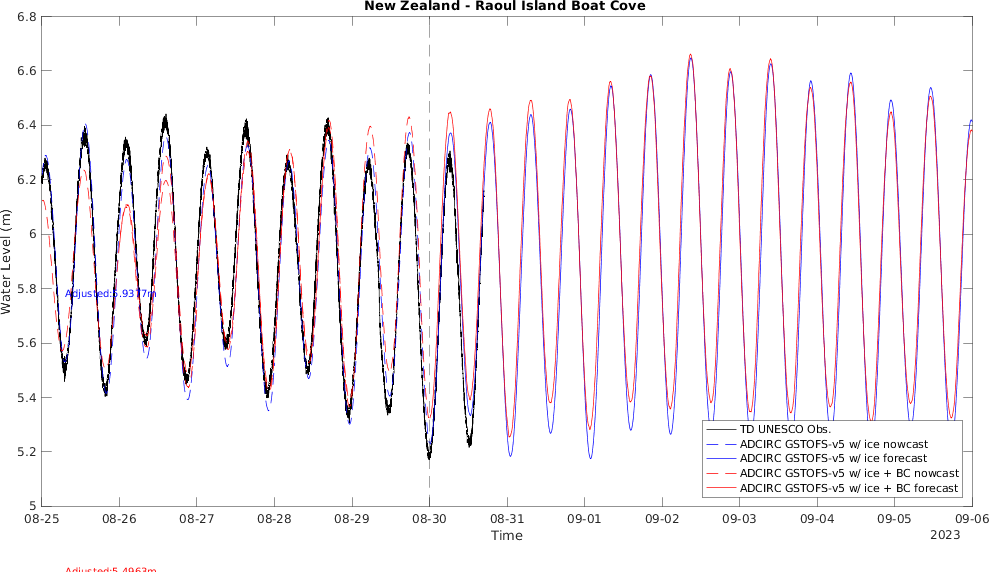 New Zealand - Raoul Island Boat Cove
6.8
6.6
6.4
6.2
6
5.8
5.6
5.4
5.2
5
Water Level (m)
Adjusted:5.9377m
TD UNESCO Obs.
ADCIRC GSTOFS-v5 w/ ice nowcast
ADCIRC GSTOFS-v5 w/ ice forecast
ADCIRC GSTOFS-v5 w/ ice + BC nowcast
ADCIRC GSTOFS-v5 w/ ice + BC forecast
08-25 08-26 08-27 08-28 08-29 08-30 08-31 09-01 09-02 09-03 09-04 09-05 09-06
Time
2023
Adjusted:5.4963m